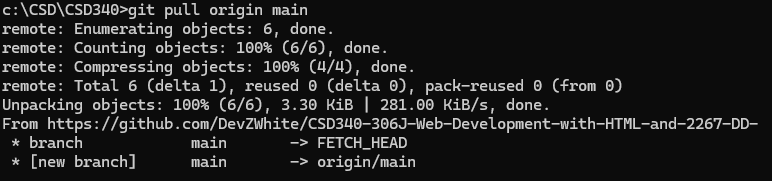 c:\CSD\CSD340>git pull origin main
remote: Enumerating objects: 6, done.
remote: Counting objects: 100% (6/6), done.
remote: Compressing objects: 100% (4/4), done.
remote: Total 6 (delta 1), reused 0 (delta 0), pack-reused 0 (from 0)
Unpacking objects: 100% (6/6), 3.30 KiB | 281.00 KiB/s, done.
From https://github.com/DevZWhite/CSD340-306J-Web-Development-with-HTML-and-2267-DD-
 * branch            main       -> FETCH_HEAD
 * [new branch]      main       -> origin/main